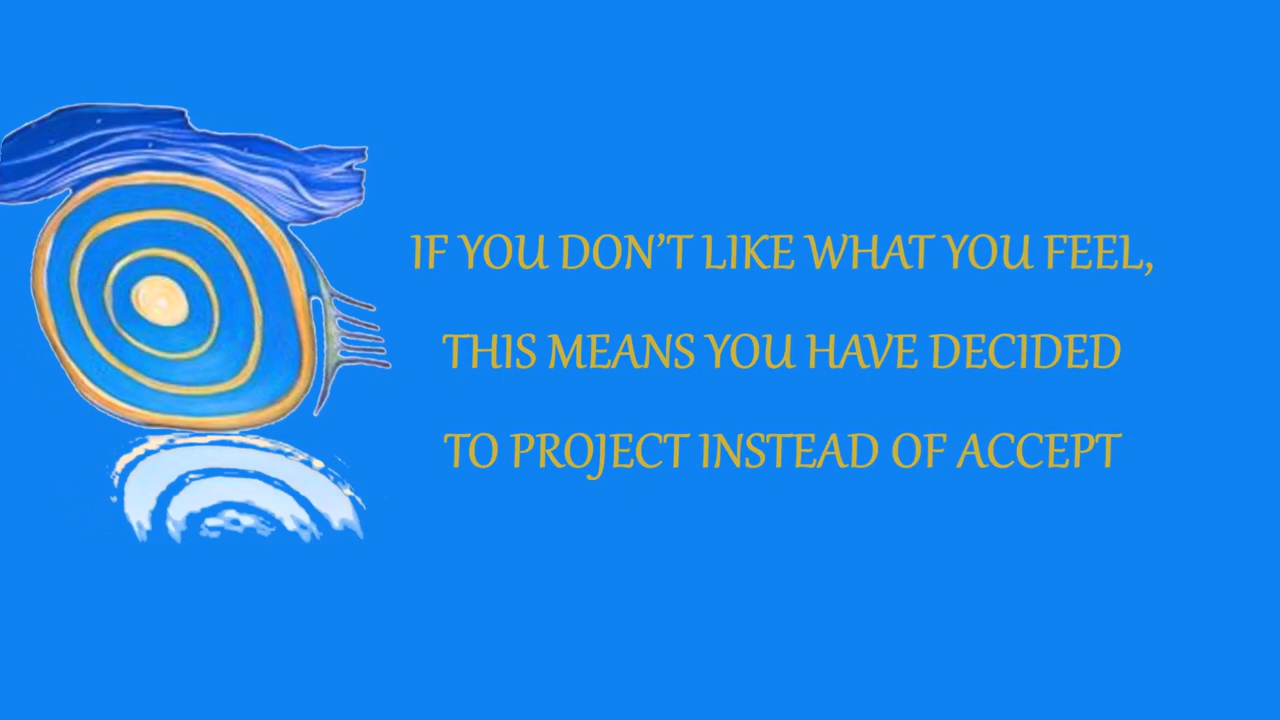 IF YOU DON’T LIKE WHAT YOU FEEL,
THIS MEANS YOU HAVE DECIDED
TO PROJECT INSTEAD OF ACCEPT